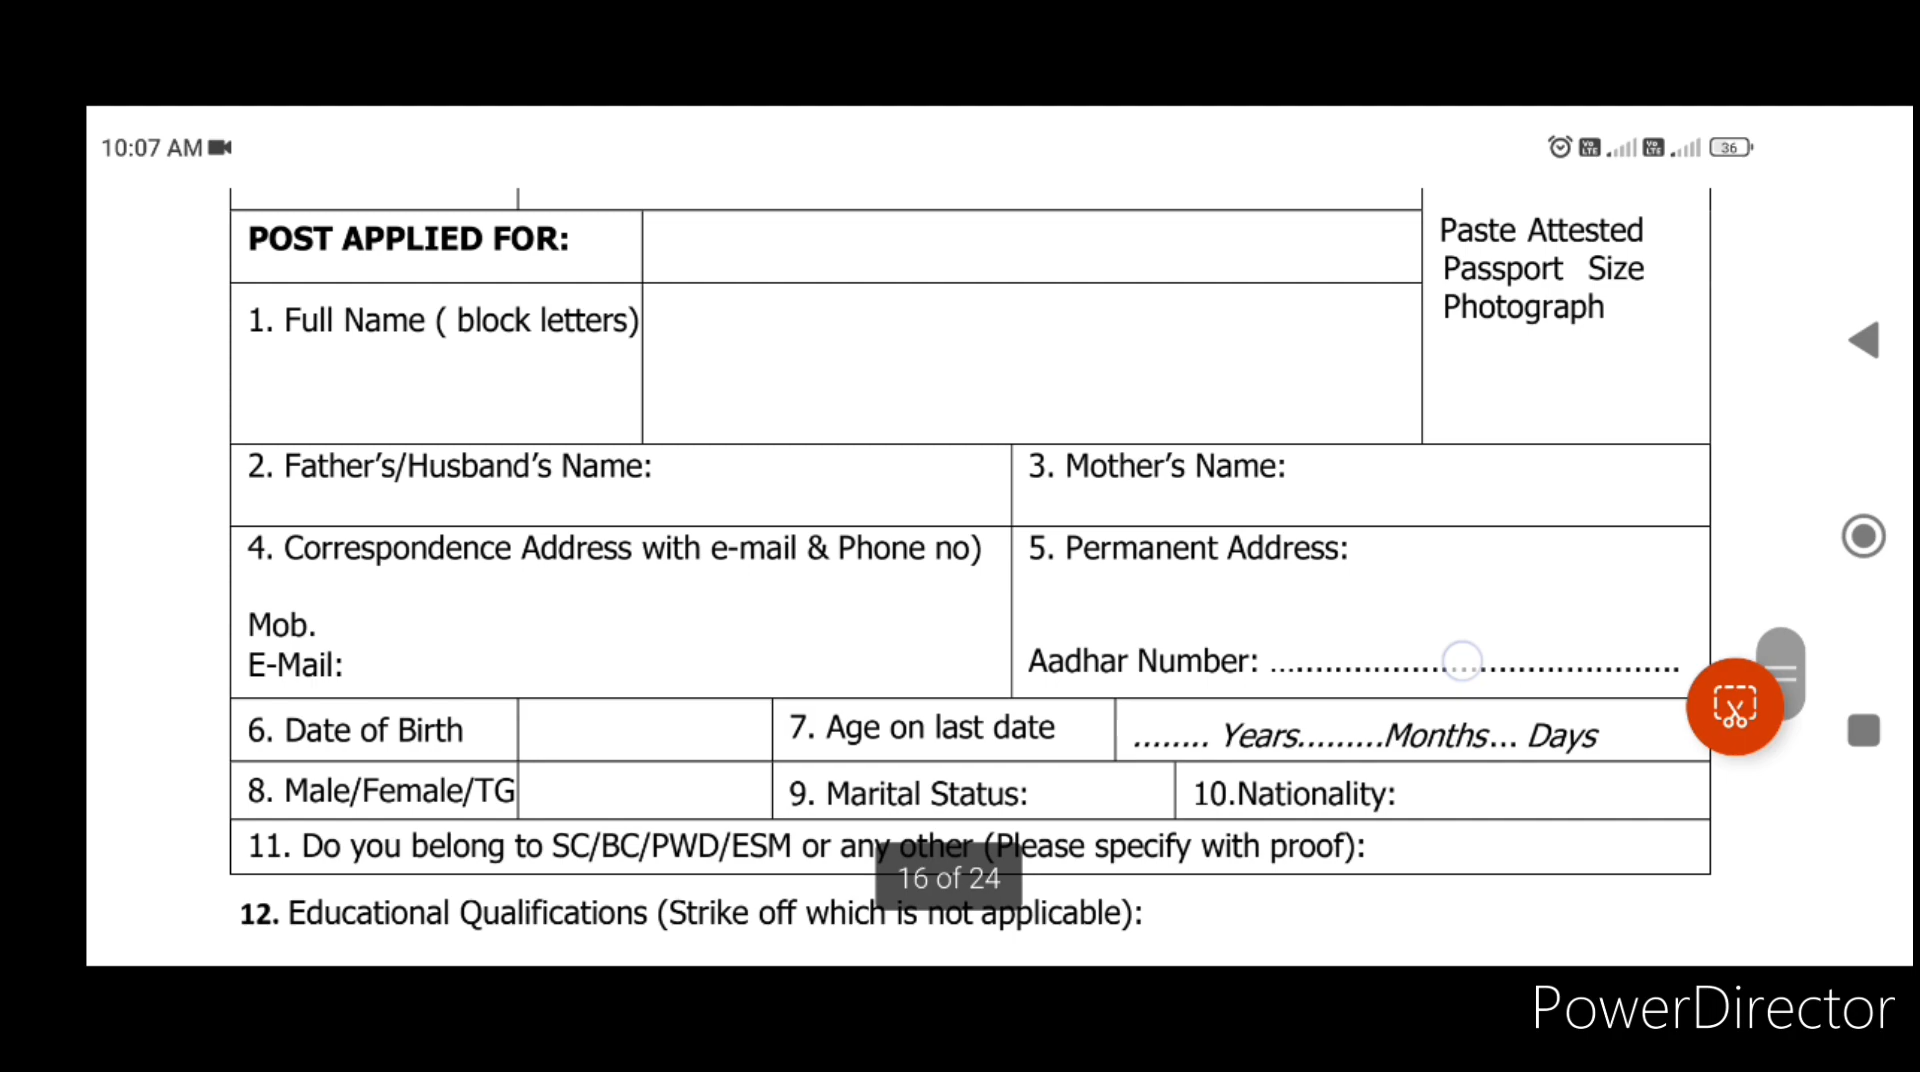 10:07 AM
Vo LTE Vo LTE 36
POST APPLIED FOR:
Paste Attested
Passport Size
Photograph
1. Full Name ( block letters)
2. Father’s/Husband’s Name:
3. Mother’s Name:
4. Correspondence Address with e-mail & Phone no)
5. Permanent Address:
Mob.
E-Mail:
Aadhar Number: ..........................................
6. Date of Birth
7. Age on last date
........ Years.........Months... Days
8. Male/Female/TG
9. Marital Status:
10.Nationality:
11. Do you belong to SC/BC/PWD/ESM or any other (Please specify with proof):
16 of 24
12. Educational Qualifications (Strike off which is not applicable):
PowerDirector